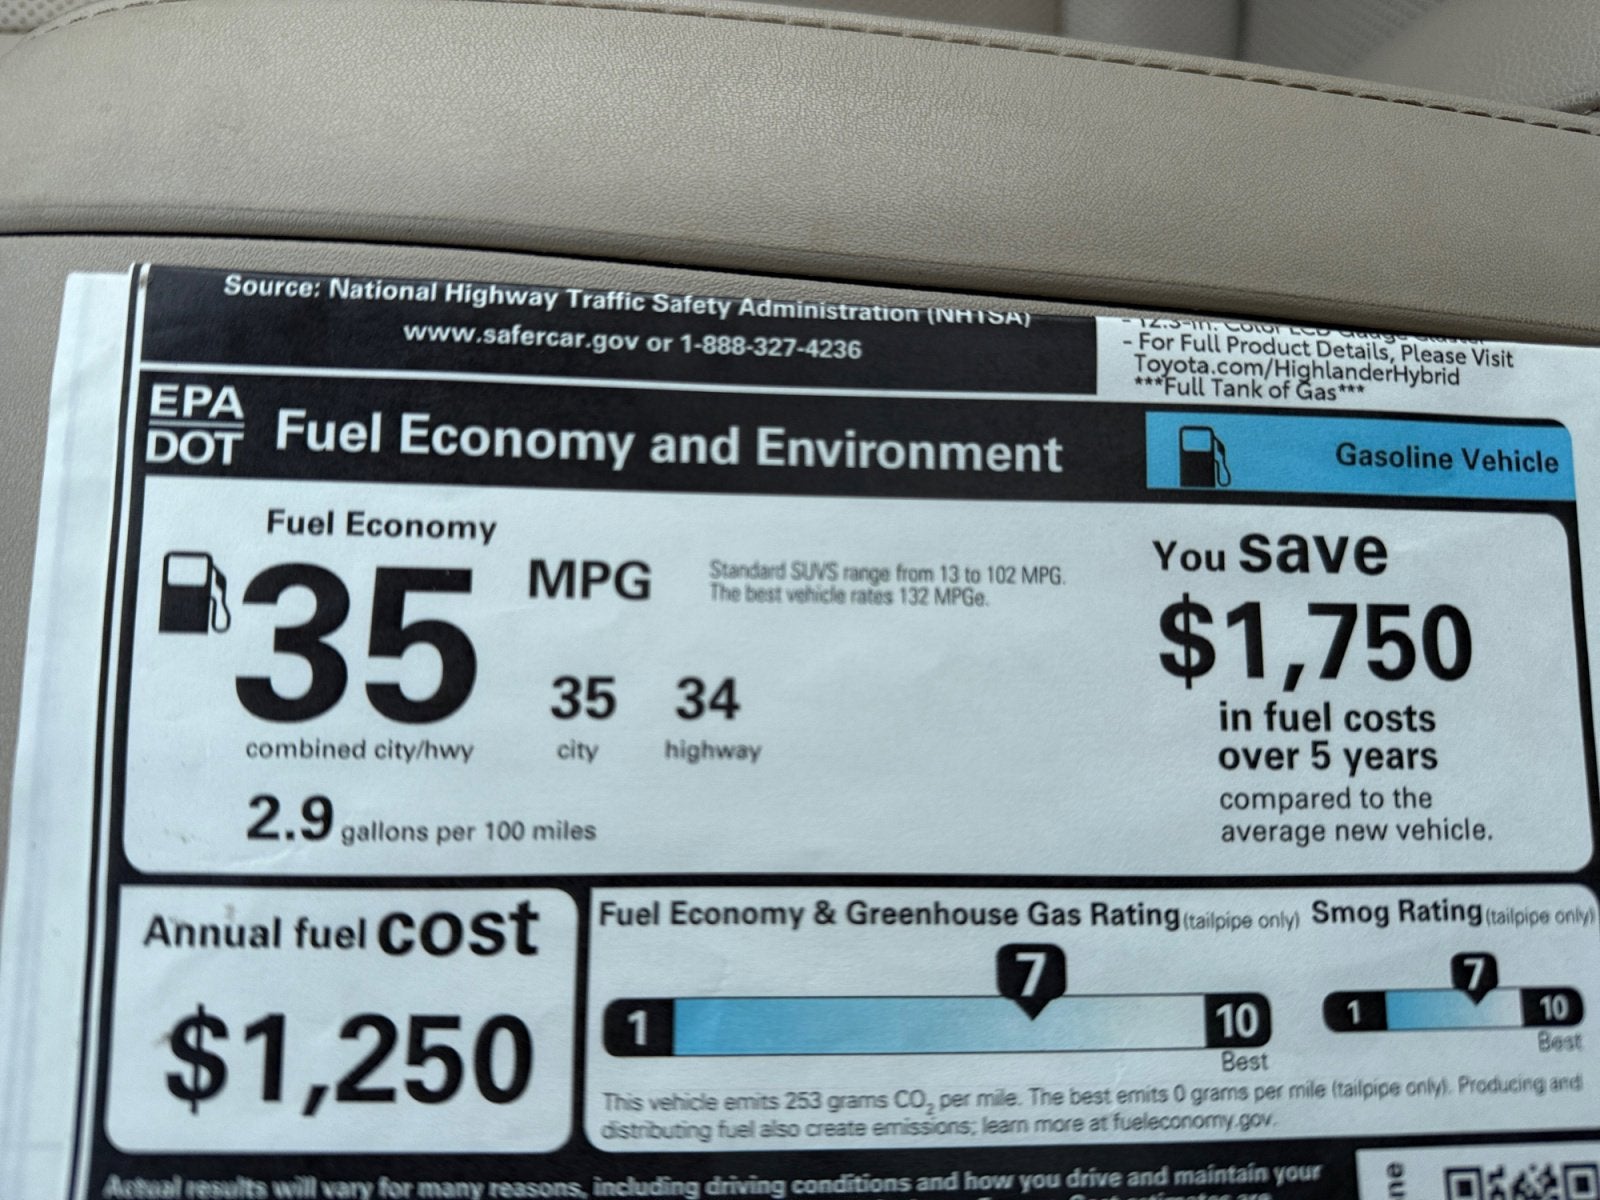 Source: National Highway Traffic Safety Administration (NHTSA)
www.safercar.gov or 1-888-327-4236
- 12.3-in. Color LCD Gauge Cluster
- For Full Product Details, Please Visit
Toyota.com/HighlanderHybrid
***Full Tank of Gas***
EPA
DOT
Fuel Economy and Environment
Gasoline Vehicle
Fuel Economy
35
MPG
Standard SUVS range from 13 to 102 MPG.
The best vehicle rates 132 MPGe.
35
34
combined city/hwy
city
highway
2.9 gallons per 100 miles
You save
$1,750
in fuel costs
over 5 years
compared to the
average new vehicle.
Annual fuel cost
$1,250
Fuel Economy & Greenhouse Gas Rating (tailpipe only)
7
1
10
Best
Smog Rating (tailpipe only)
7
1
10
Best
This vehicle emits 253 grams CO₂ per mile. The best emits 0 grams per mile (tailpipe only). Producing and
distributing fuel also create emissions; learn more at fueleconomy.gov.
Actual results will vary for many reasons, including driving conditions and how you drive and maintain your